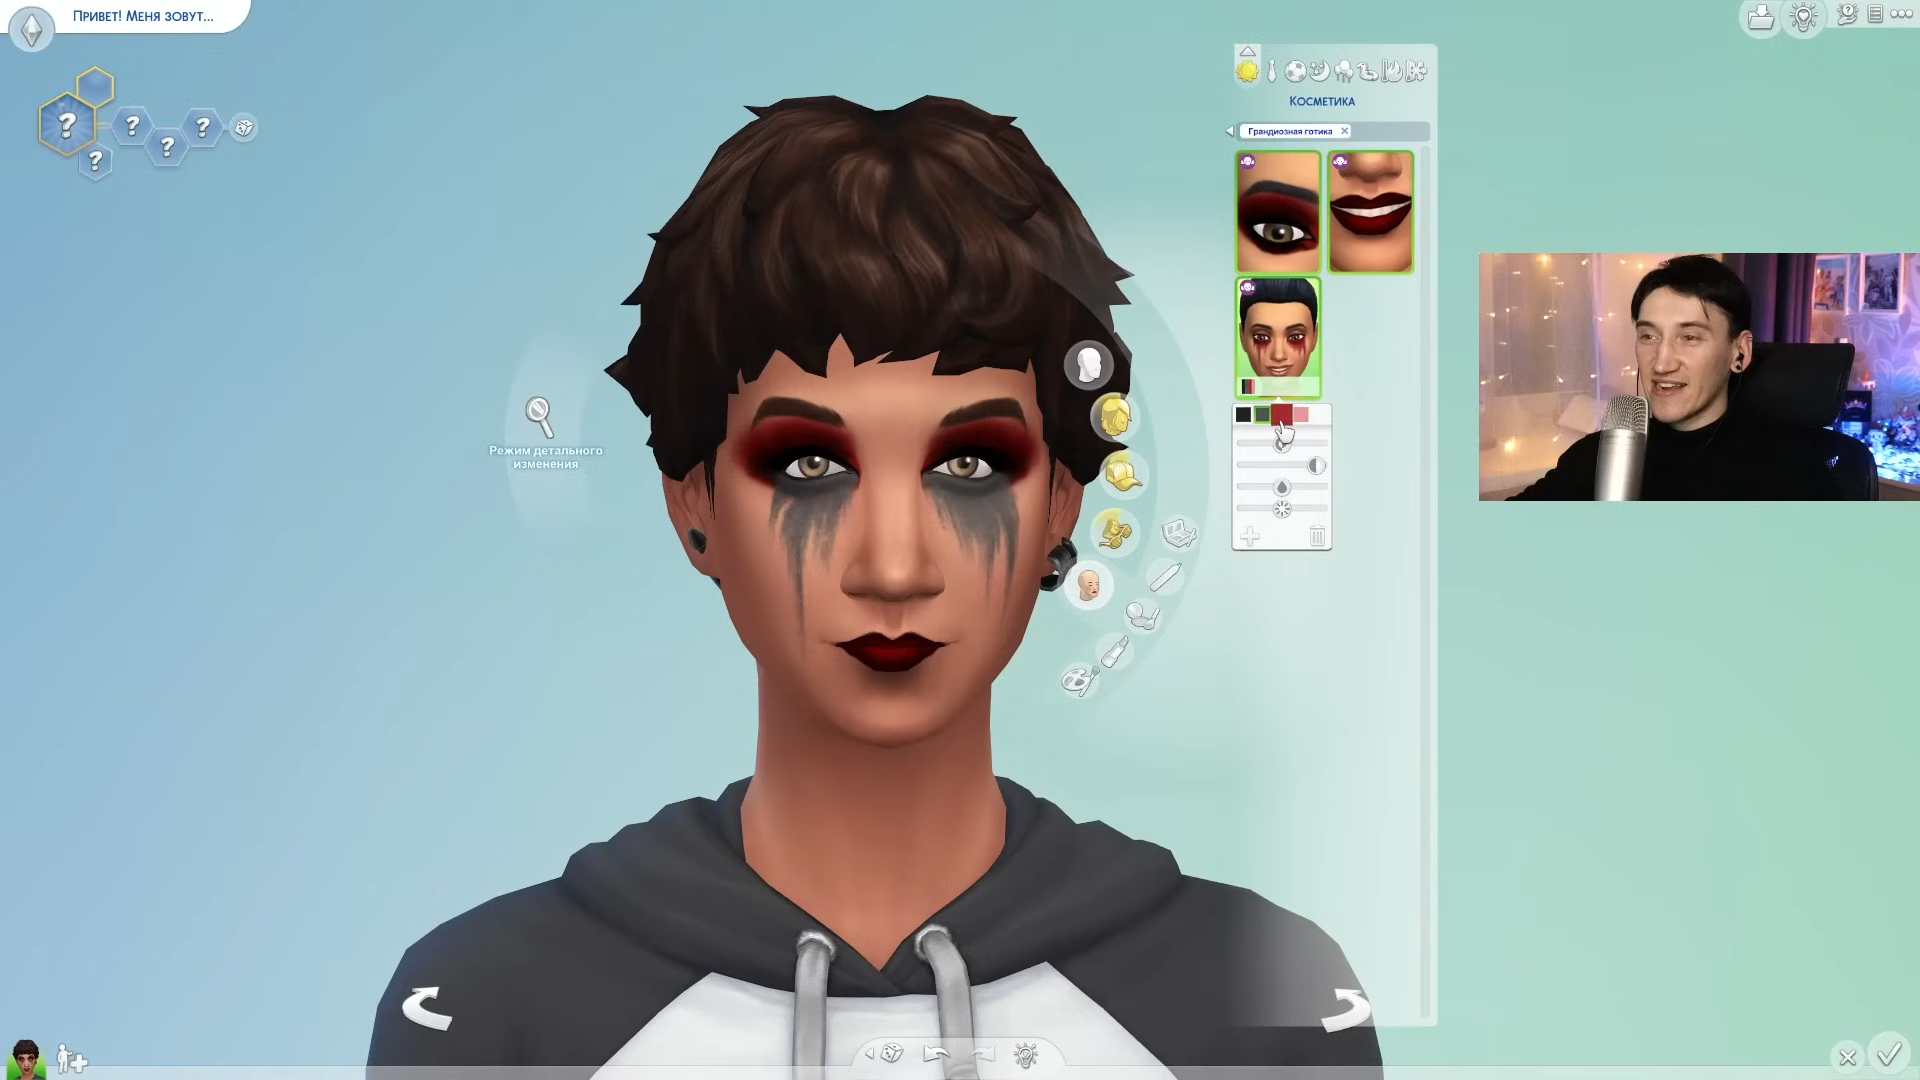 Привет! Меня зовут...
Косметика
Грандиозная готика
Режим детального
изменения